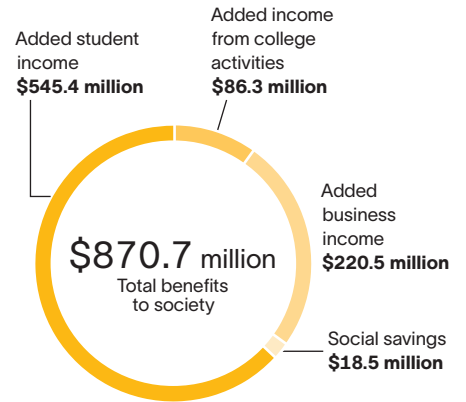 Added student
income
$545.4 million
Added income
from college
activities
$86.3 million
$870.7 million
Total benefits
to society
Added
business
income
$220.5 million
Social savings
$18.5 million